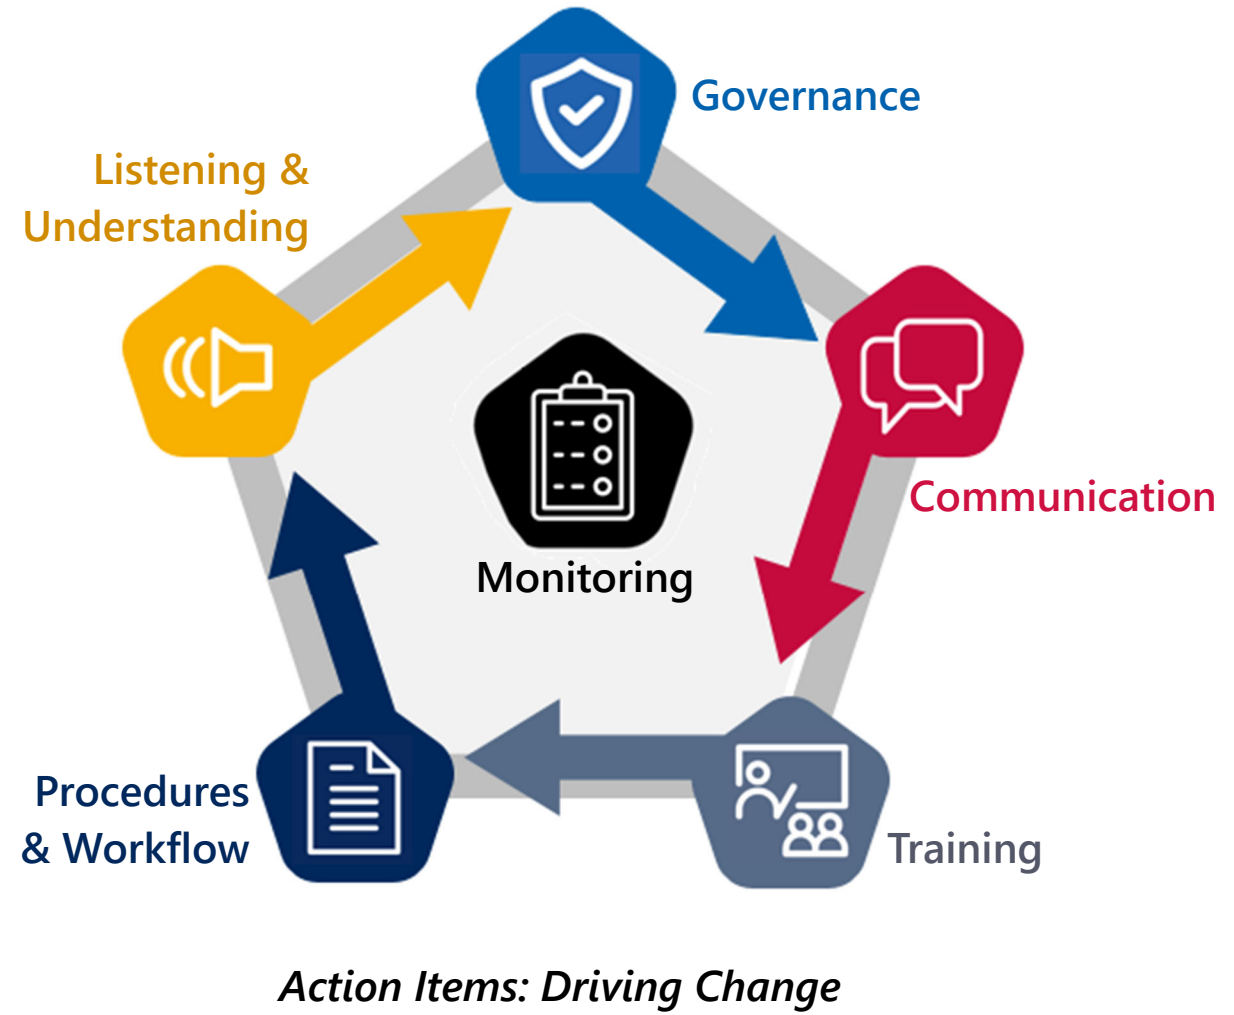 Governance
Listening &
Understanding
Communication
Monitoring
Procedures
& Workflow
Training
Action Items: Driving Change